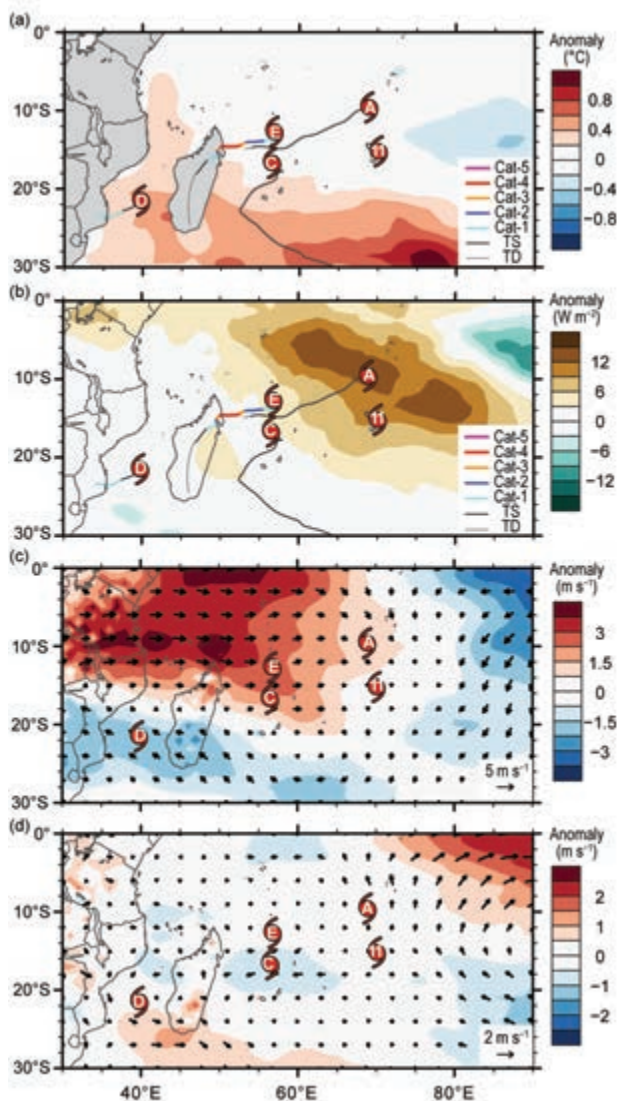 (a)
0°
Anomaly
(°C)
10°S
0.8
0.4
0
−0.4
−0.8
A
E
C
11
D
20°S
30°S
Cat-5
Cat-4
Cat-3
Cat-2
Cat-1
TS
TD
(b)
0°
Anomaly
(W m⁻²)
10°S
12
6
0
−6
−12
A
E
C
11
D
20°S
30°S
Cat-5
Cat-4
Cat-3
Cat-2
Cat-1
TS
TD
(c)
0°
Anomaly
(m s⁻¹)
10°S
3
1.5
0
−1.5
−3
A
E
C
11
D
20°S
30°S
5 m s⁻¹
(d)
0°
Anomaly
(m s⁻¹)
10°S
2
1
0
−1
−2
A
E
C
11
D
20°S
30°S
2 m s⁻¹
40°E 60°E 80°E